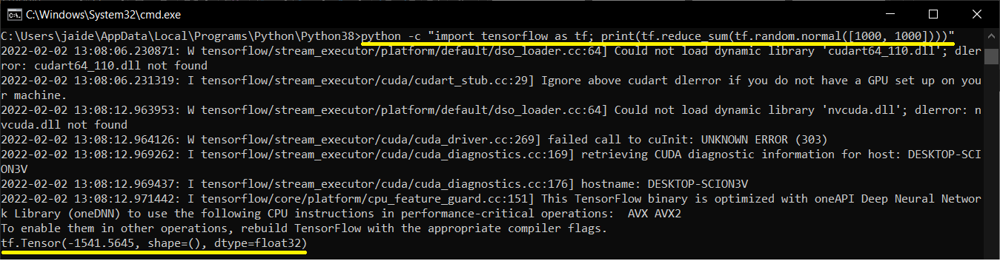 C:\Windows\System32\cmd.exe
C:\Users\jaide\AppData\Local\Programs\Python\Python38>python -c "import tensorflow as tf; print(tf.reduce_sum(tf.random.normal([1000, 1000])))"
2022-02-02 13:08:06.230871: W tensorflow/stream_executor/platform/default/dso_loader.cc:64] Could not load dynamic library 'cudart64_110.dll'; dler
ror: cudart64_110.dll not found
2022-02-02 13:08:06.231319: I tensorflow/stream_executor/cuda/cudart_stub.cc:29] Ignore above cudart dlerror if you do not have a GPU set up on you
r machine.
2022-02-02 13:08:12.963953: W tensorflow/stream_executor/platform/default/dso_loader.cc:64] Could not load dynamic library 'nvcuda.dll'; dlerror: n
vcuda.dll not found
2022-02-02 13:08:12.964126: W tensorflow/stream_executor/cuda/cuda_driver.cc:269] failed call to cuInit: UNKNOWN ERROR (303)
2022-02-02 13:08:12.969262: I tensorflow/stream_executor/cuda/cuda_diagnostics.cc:169] retrieving CUDA diagnostic information for host: DESKTOP-SCI
ON3V
2022-02-02 13:08:12.969437: I tensorflow/stream_executor/cuda/cuda_diagnostics.cc:176] hostname: DESKTOP-SCION3V
2022-02-02 13:08:12.971442: I tensorflow/core/platform/cpu_feature_guard.cc:151] This TensorFlow binary is optimized with oneAPI Deep Neural Networ
k Library (oneDNN) to use the following CPU instructions in performance-critical operations:  AVX AVX2
To enable them in other operations, rebuild TensorFlow with the appropriate compiler flags.
tf.Tensor(-1541.5645, shape=(), dtype=float32)